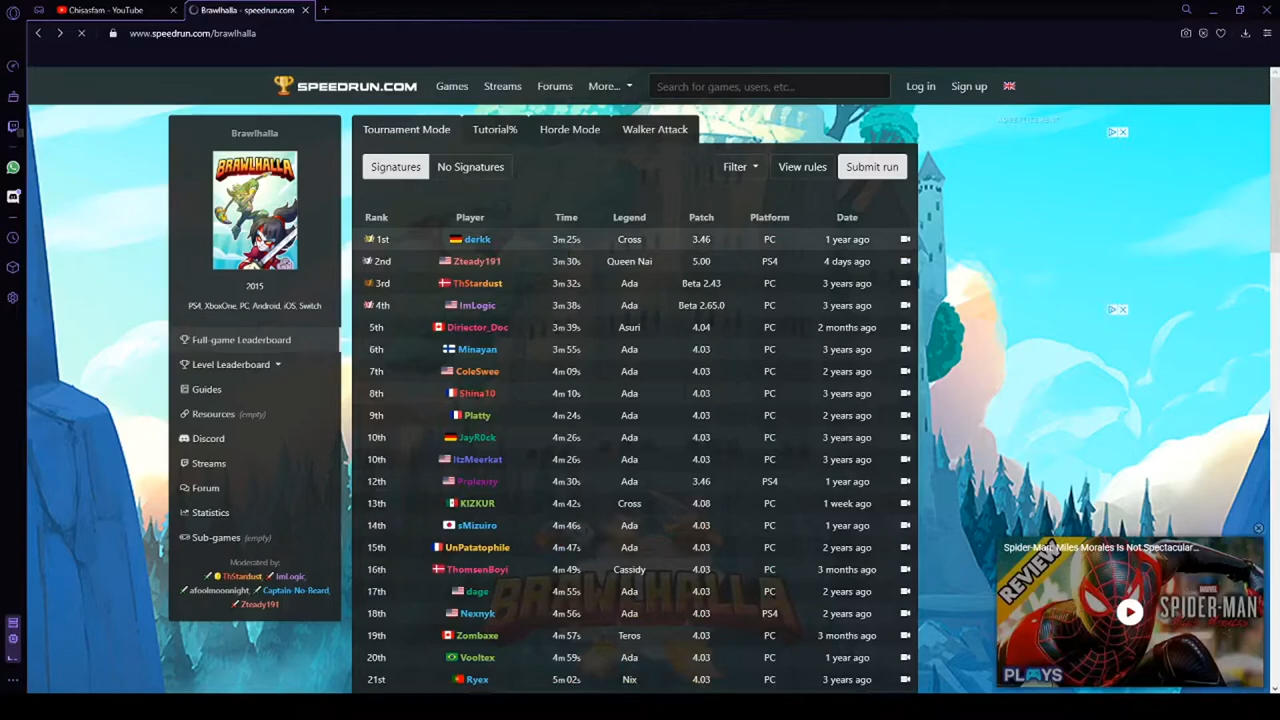 Chisasfam - YouTube
Brawlhalla - speedrun.com
www.speedrun.com/brawlhalla
SPEEDRUN.COM Games Streams Forums More... Search for games, users, etc... Log in Sign up
ADVERTISEMENT
Brawlhalla
BRAWLHALLA
2015
PS4, XboxOne, PC, Android, iOS, Switch
Full-game Leaderboard
Level Leaderboard
Guides
Resources (empty)
Discord
Streams
Forum
Statistics
Sub-games (empty)
Moderated by:
ThStardust, ImLogic,
afoolmoonnight, Captain-No-Beard,
Zteady191
Tournament Mode Tutorial% Horde Mode Walker Attack
Signatures No Signatures Filter View rules Submit run
Rank Player Time Legend Patch Platform Date
1st derkk 3m 25s Cross 3.46 PC 1 year ago
2nd Zteady191 3m 30s Queen Nai 5.00 PS4 4 days ago
3rd ThStardust 3m 32s Ada Beta 2.43 PC 3 years ago
4th ImLogic 3m 38s Ada Beta 2.65.0 PC 3 years ago
5th Diriector_Doc 3m 39s Asuri 4.04 PC 2 months ago
6th Minayan 3m 55s Ada 4.03 PC 3 years ago
7th ColeSwee 4m 09s Ada 4.03 PC 3 years ago
8th Shina10 4m 10s Ada 4.03 PC 3 years ago
9th Platty 4m 24s Ada 4.03 PC 2 years ago
10th JayR0ck 4m 26s Ada 4.03 PC 3 years ago
10th ItzMeerkat 4m 26s Ada 4.03 PC 3 years ago
12th Prolexury 4m 30s Ada 3.46 PS4 1 year ago
13th KIZKUR 4m 42s Cross 4.08 PC 1 week ago
14th sMizuiro 4m 46s Ada 4.03 PC 1 year ago
15th UnPatatophile 4m 47s Ada 4.03 PC 2 years ago
16th ThomsenBoyi 4m 49s Cassidy 4.03 PC 3 months ago
17th dage 4m 55s Ada 4.03 PC 2 years ago
18th Nexnyk 4m 56s Ada 4.03 PS4 2 years ago
19th Zombaxe 4m 57s Teros 4.03 PC 3 months ago
20th Vooltex 4m 59s Ada 4.03 PC 1 year ago
21st Ryex 5m 02s Nix 4.03 PC 3 years ago
BRAWLHALLA
Spider-Man: Miles Morales Is Not Spectacular...
REVIEW
MARVEL
SPIDER-MAN
PLAYS